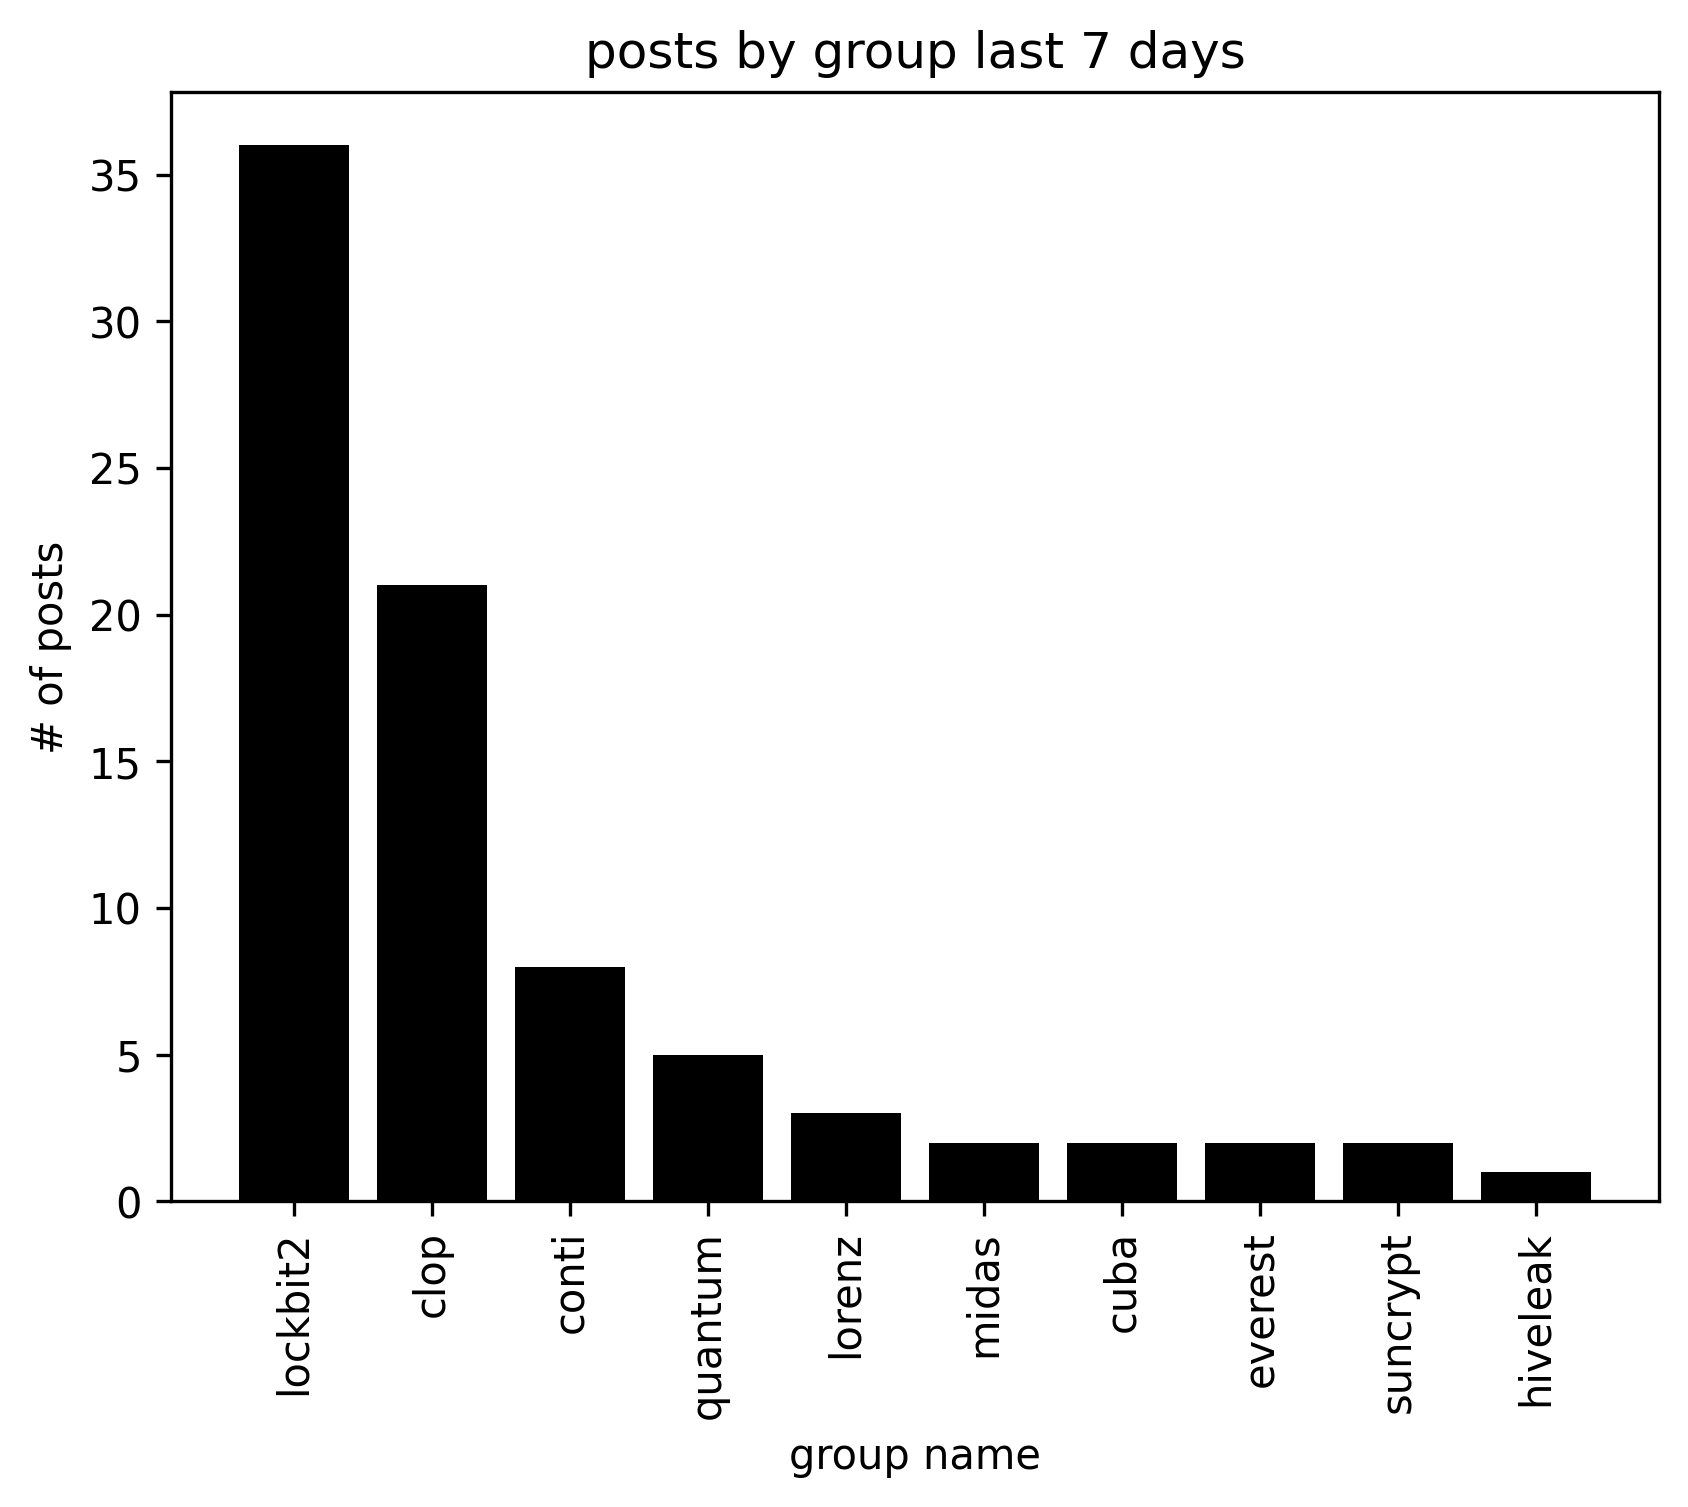 posts by group last 7 days
# of posts
35
30
25
20
15
10
5
0
lockbit2
clop
conti
quantum
lorenz
midas
cuba
everest
suncrypt
hiveleak
group name